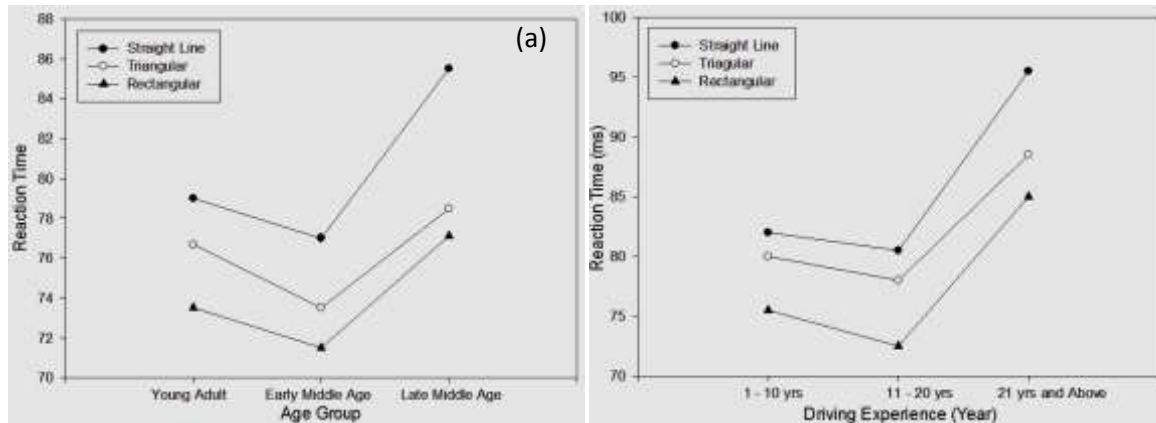 88
86
84
82
80
78
76
74
72
70
Reaction Time
Straight Line
Triangular
Rectangular
(a)
Young Adult Early Middle Age Late Middle Age
Age Group
100
95
90
85
80
75
70
Reaction Time (ms)
Straight Line
Triagular
Rectangular
1 - 10 yrs 11 - 20 yrs 21 yrs and Above
Driving Experience (Year)